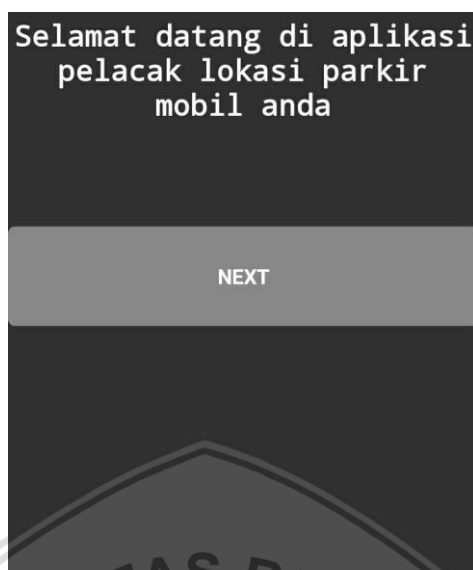 Selamat datang di aplikasi
pelacak lokasi parkir
mobil anda
NEXT